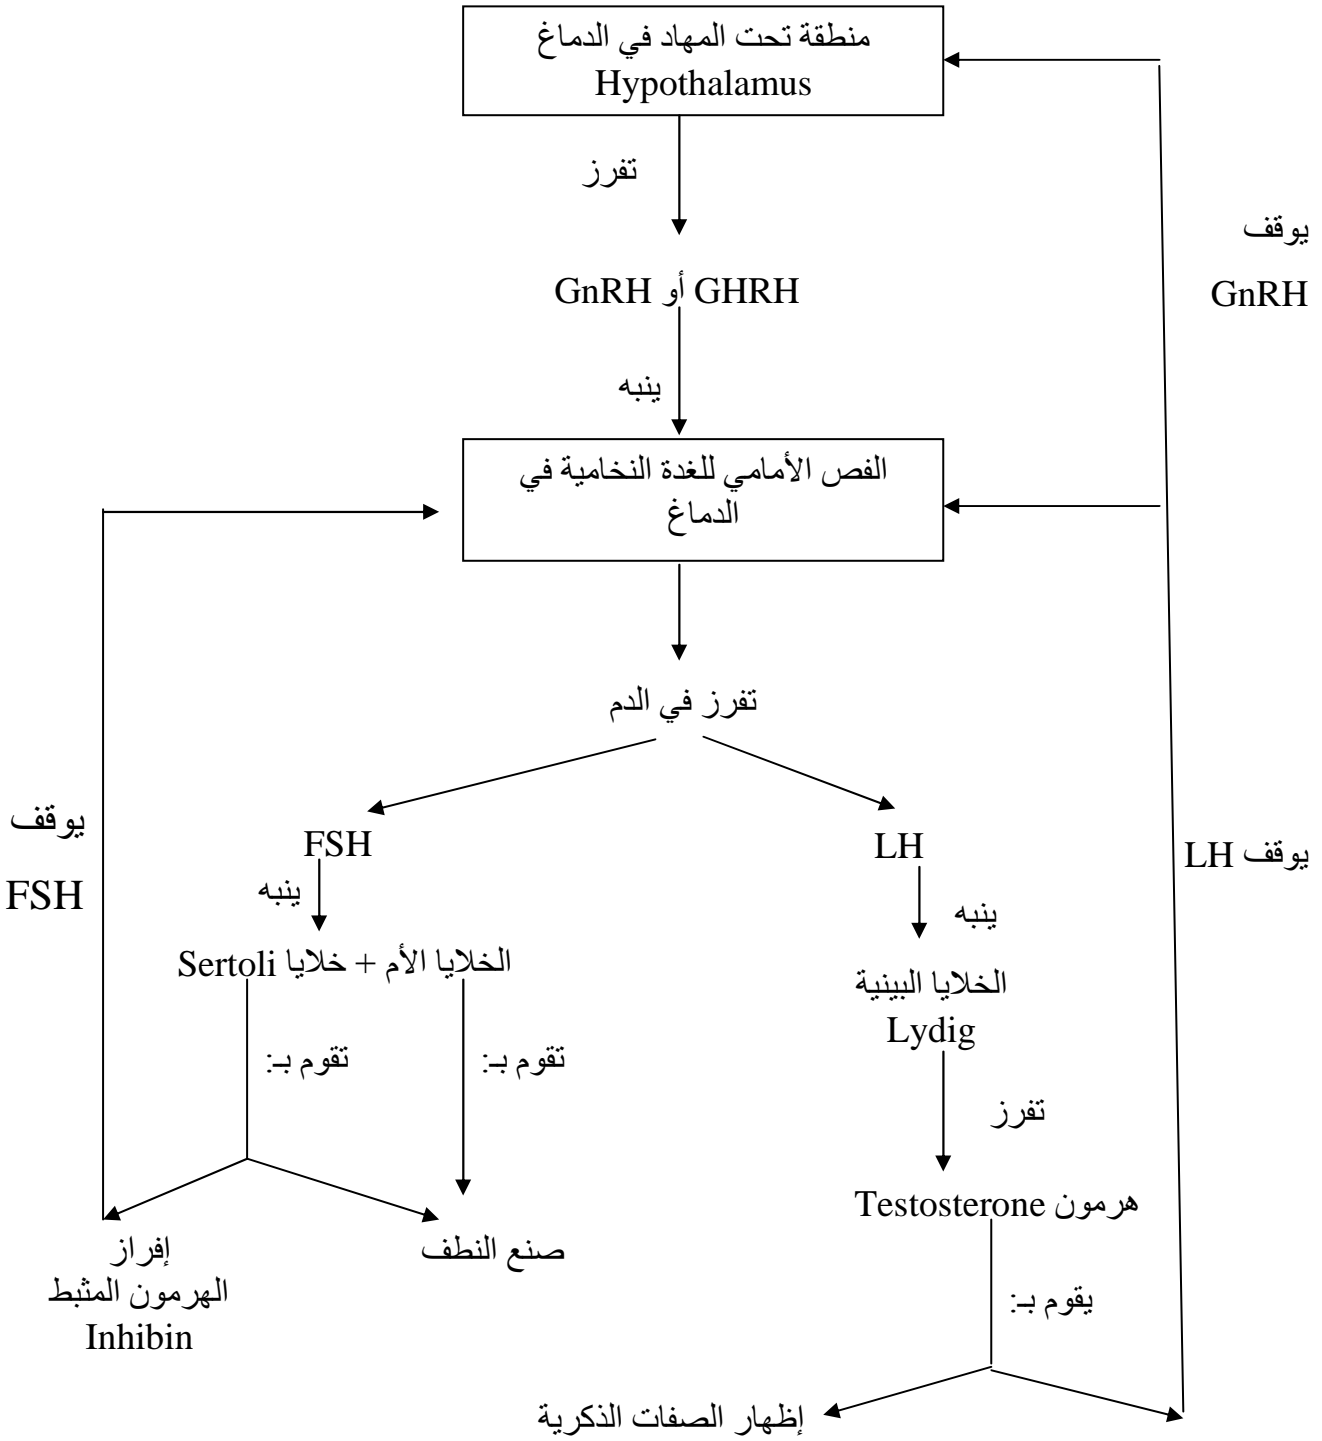 منطقة تحت المهاد في الدماغ
Hypothalamus
تفرز
يوقف
GnRH
GnRH أو GHRH
ينبه
الفص الأمامي للغدة النخامية في
الدماغ
تفرز في الدم
يوقف
FSH
FSH
LH
يوقف LH
ينبه
ينبه
الخلايا الأم + خلايا Sertoli
الخلايا البينية
Lydig
تقوم بـ:
تقوم بـ:
تفرز
هرمون Testosterone
صنع النطف
إفراز
الهرمون المثبط
Inhibin
يقوم بـ:
إظهار الصفات الذكرية